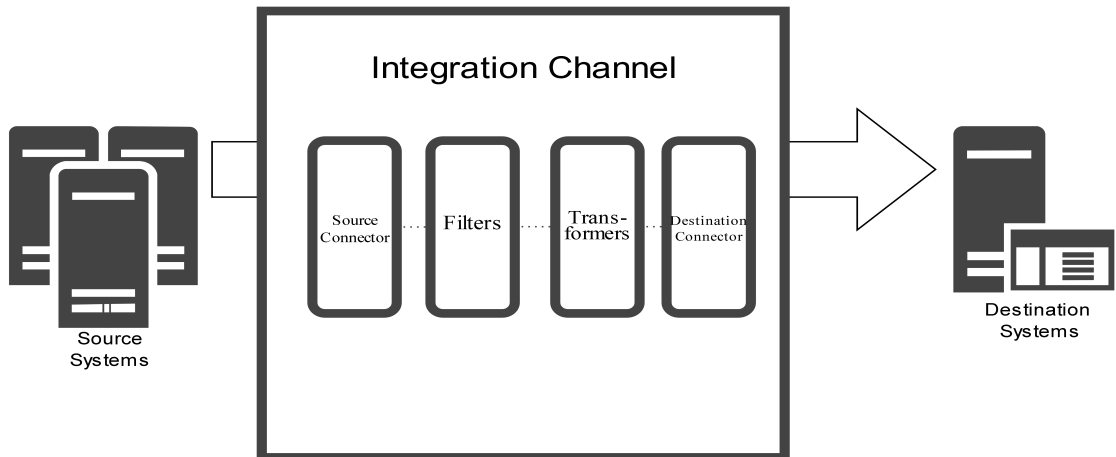 Integration Channel
Source
Connector
Filters
Trans-
formers
Destination
Connector
Source
Systems
Destination
Systems